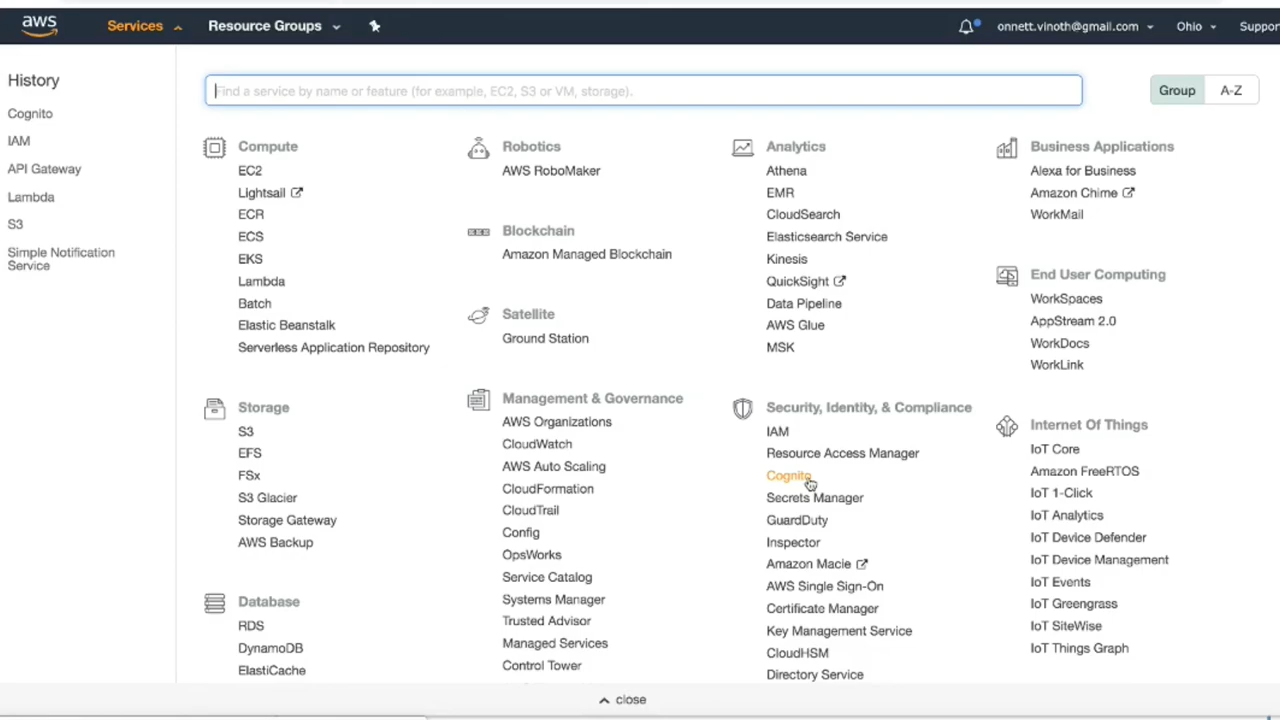 aws
Services
Resource Groups
onnett.vinoth@gmail.com
Ohio
Suppor
History
Cognito
IAM
API Gateway
Lambda
S3
Simple Notification
Service
Find a service by name or feature (for example, EC2, S3 or VM, storage).
Group
A-Z
Compute
EC2
Lightsail
ECR
ECS
EKS
Lambda
Batch
Elastic Beanstalk
Serverless Application Repository
Storage
S3
EFS
FSx
S3 Glacier
Storage Gateway
AWS Backup
Database
RDS
DynamoDB
ElastiCache
Robotics
AWS RoboMaker
Blockchain
Amazon Managed Blockchain
Satellite
Ground Station
Management & Governance
AWS Organizations
CloudWatch
AWS Auto Scaling
CloudFormation
CloudTrail
Config
OpsWorks
Service Catalog
Systems Manager
Trusted Advisor
Managed Services
Control Tower
Analytics
Athena
EMR
CloudSearch
Elasticsearch Service
Kinesis
QuickSight
Data Pipeline
AWS Glue
MSK
Security, Identity, & Compliance
IAM
Resource Access Manager
Cognito
Secrets Manager
GuardDuty
Inspector
Amazon Macie
AWS Single Sign-On
Certificate Manager
Key Management Service
CloudHSM
Directory Service
Business Applications
Alexa for Business
Amazon Chime
WorkMail
End User Computing
WorkSpaces
AppStream 2.0
WorkDocs
WorkLink
Internet Of Things
IoT Core
Amazon FreeRTOS
IoT 1-Click
IoT Analytics
IoT Device Defender
IoT Device Management
IoT Events
IoT Greengrass
IoT SiteWise
IoT Things Graph
close